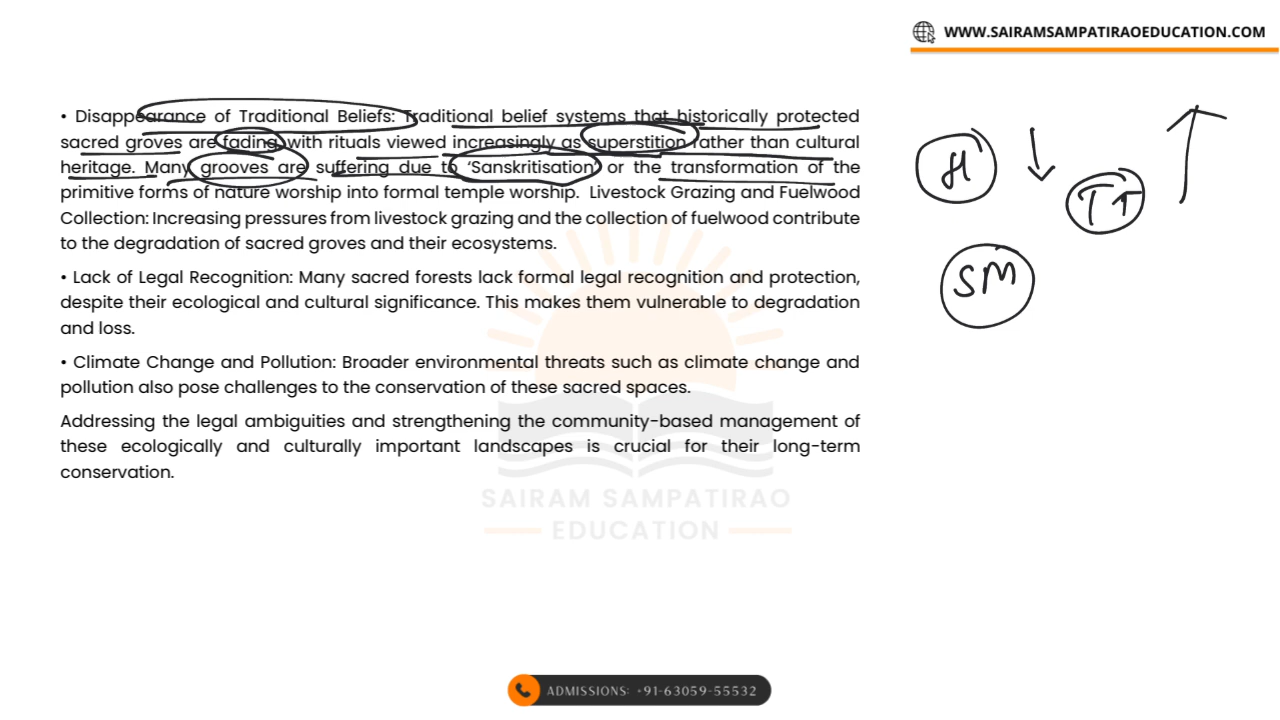 WWW.SAIRAMSAMPATIRAOEDUCATION.COM
• Disappearance of Traditional Beliefs: Traditional belief systems that historically protected
sacred groves are fading with rituals viewed increasingly as superstition rather than cultural
heritage. Many grooves are suffering due to ‘Sanskritisation’ or the transformation of the
primitive forms of nature worship into formal temple worship. Livestock Grazing and Fuelwood
Collection: Increasing pressures from livestock grazing and the collection of fuelwood contribute
to the degradation of sacred groves and their ecosystems.
• Lack of Legal Recognition: Many sacred forests lack formal legal recognition and protection,
despite their ecological and cultural significance. This makes them vulnerable to degradation
and loss.
• Climate Change and Pollution: Broader environmental threats such as climate change and
pollution also pose challenges to the conservation of these sacred spaces.
Addressing the legal ambiguities and strengthening the community-based management of
these ecologically and culturally important landscapes is crucial for their long-term
conservation.
H
SM
SAIRAM SAMPATIRAO
EDUCATION
ADMISSIONS: +91-63059-55532